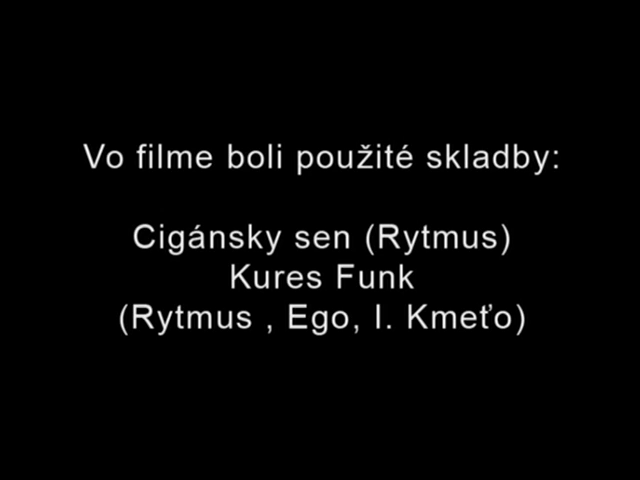 Vo filme boli použité skladby:
Cigánsky sen (Rytmus)
Kures Funk
(Rytmus , Ego, I. Kmeťo)